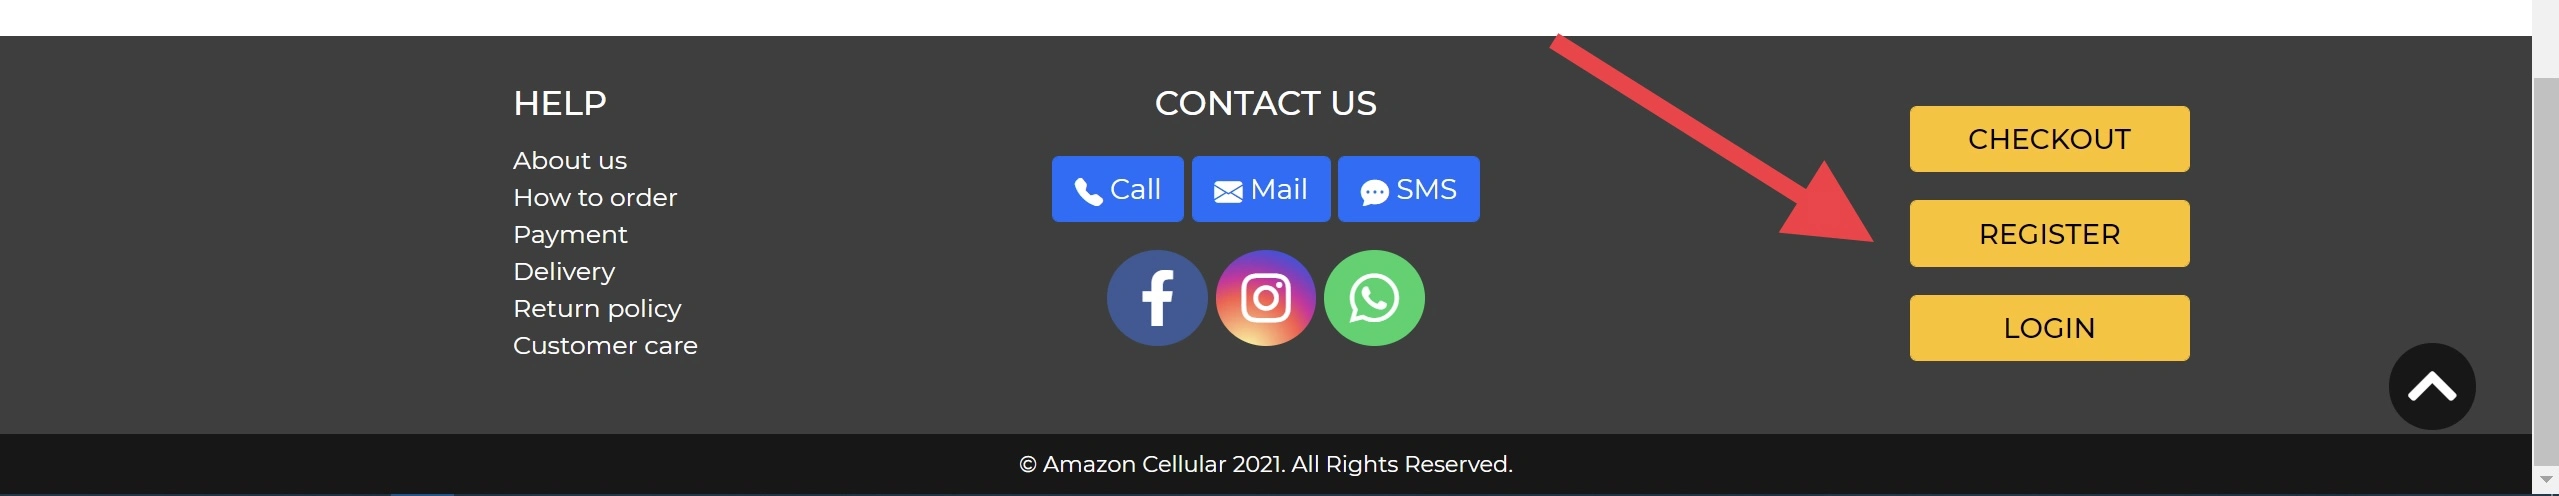 HELP
About us
How to order
Payment
Delivery
Return policy
Customer care
CONTACT US
Call
Mail
SMS
CHECKOUT
REGISTER
LOGIN
© Amazon Cellular 2021. All Rights Reserved.